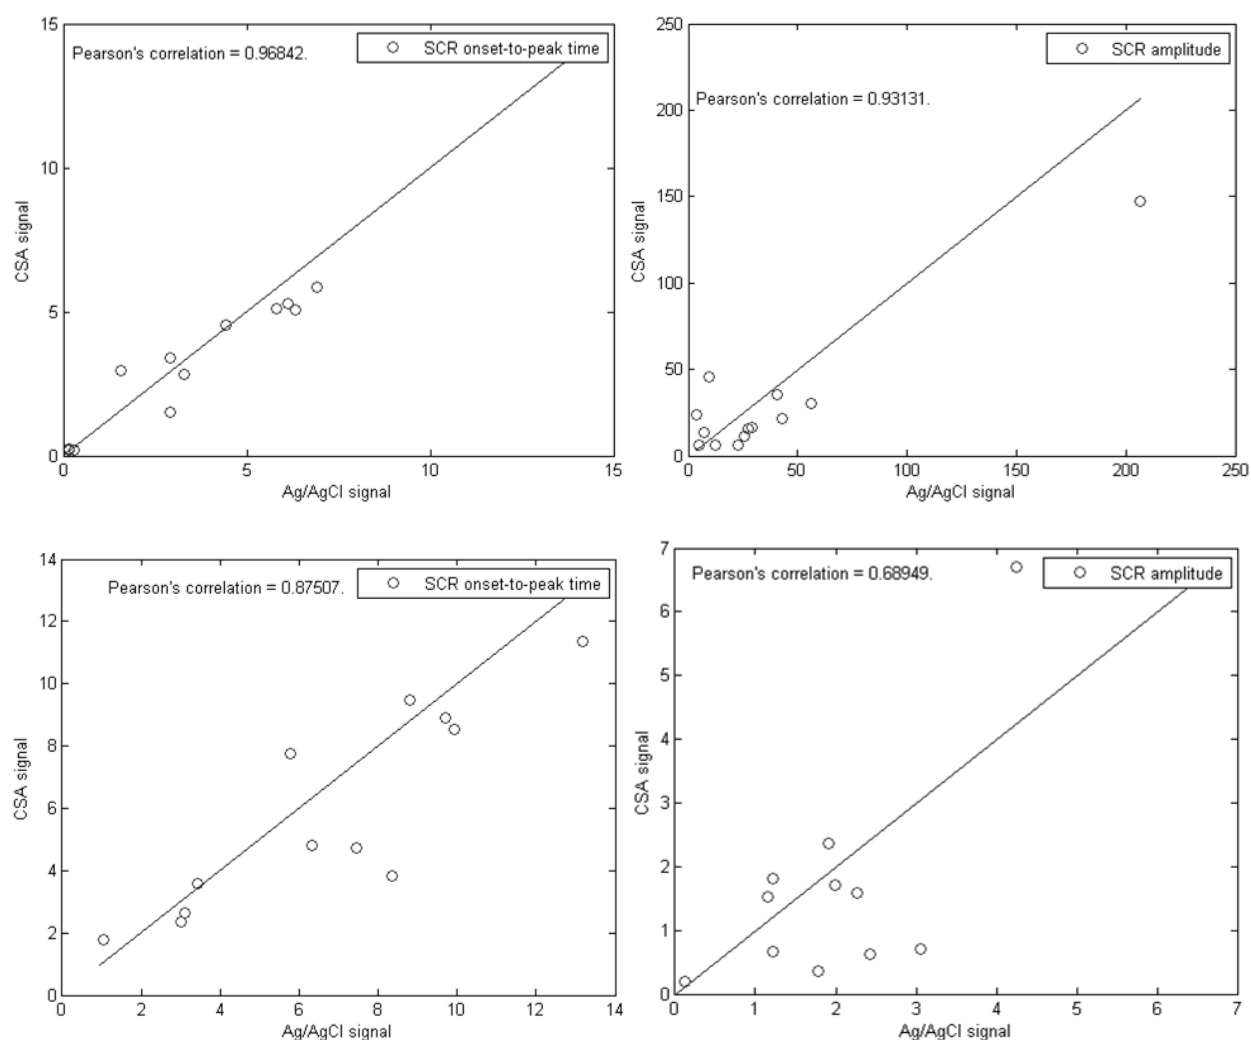 15
Pearson's correlation = 0.96842.
SCR onset-to-peak time
10
CSA signal
5
0
0 5 10 15
Ag/AgCl signal
250
SCR amplitude
200
Pearson's correlation = 0.93131.
150
CSA signal
100
50
0
0 50 100 150 200 250
Ag/AgCl signal
14
Pearson's correlation = 0.87507.
SCR onset-to-peak time
12
10
8
CSA signal
6
4
2
0
0 2 4 6 8 10 12 14
Ag/AgCl signal
7
Pearson's correlation = 0.68949.
SCR amplitude
6
5
4
CSA signal
3
2
1
0
0 1 2 3 4 5 6 7
Ag/AgCl signal